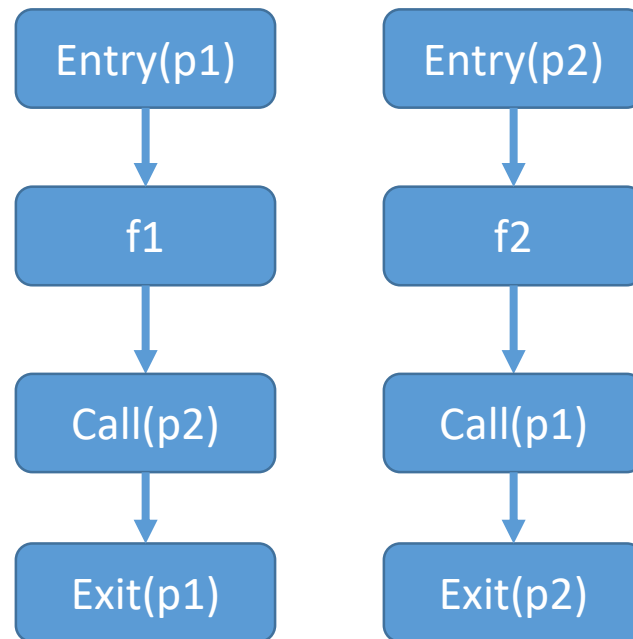 Entry(p1)
f1
Call(p2)
Exit(p1)
Entry(p2)
f2
Call(p1)
Exit(p2)